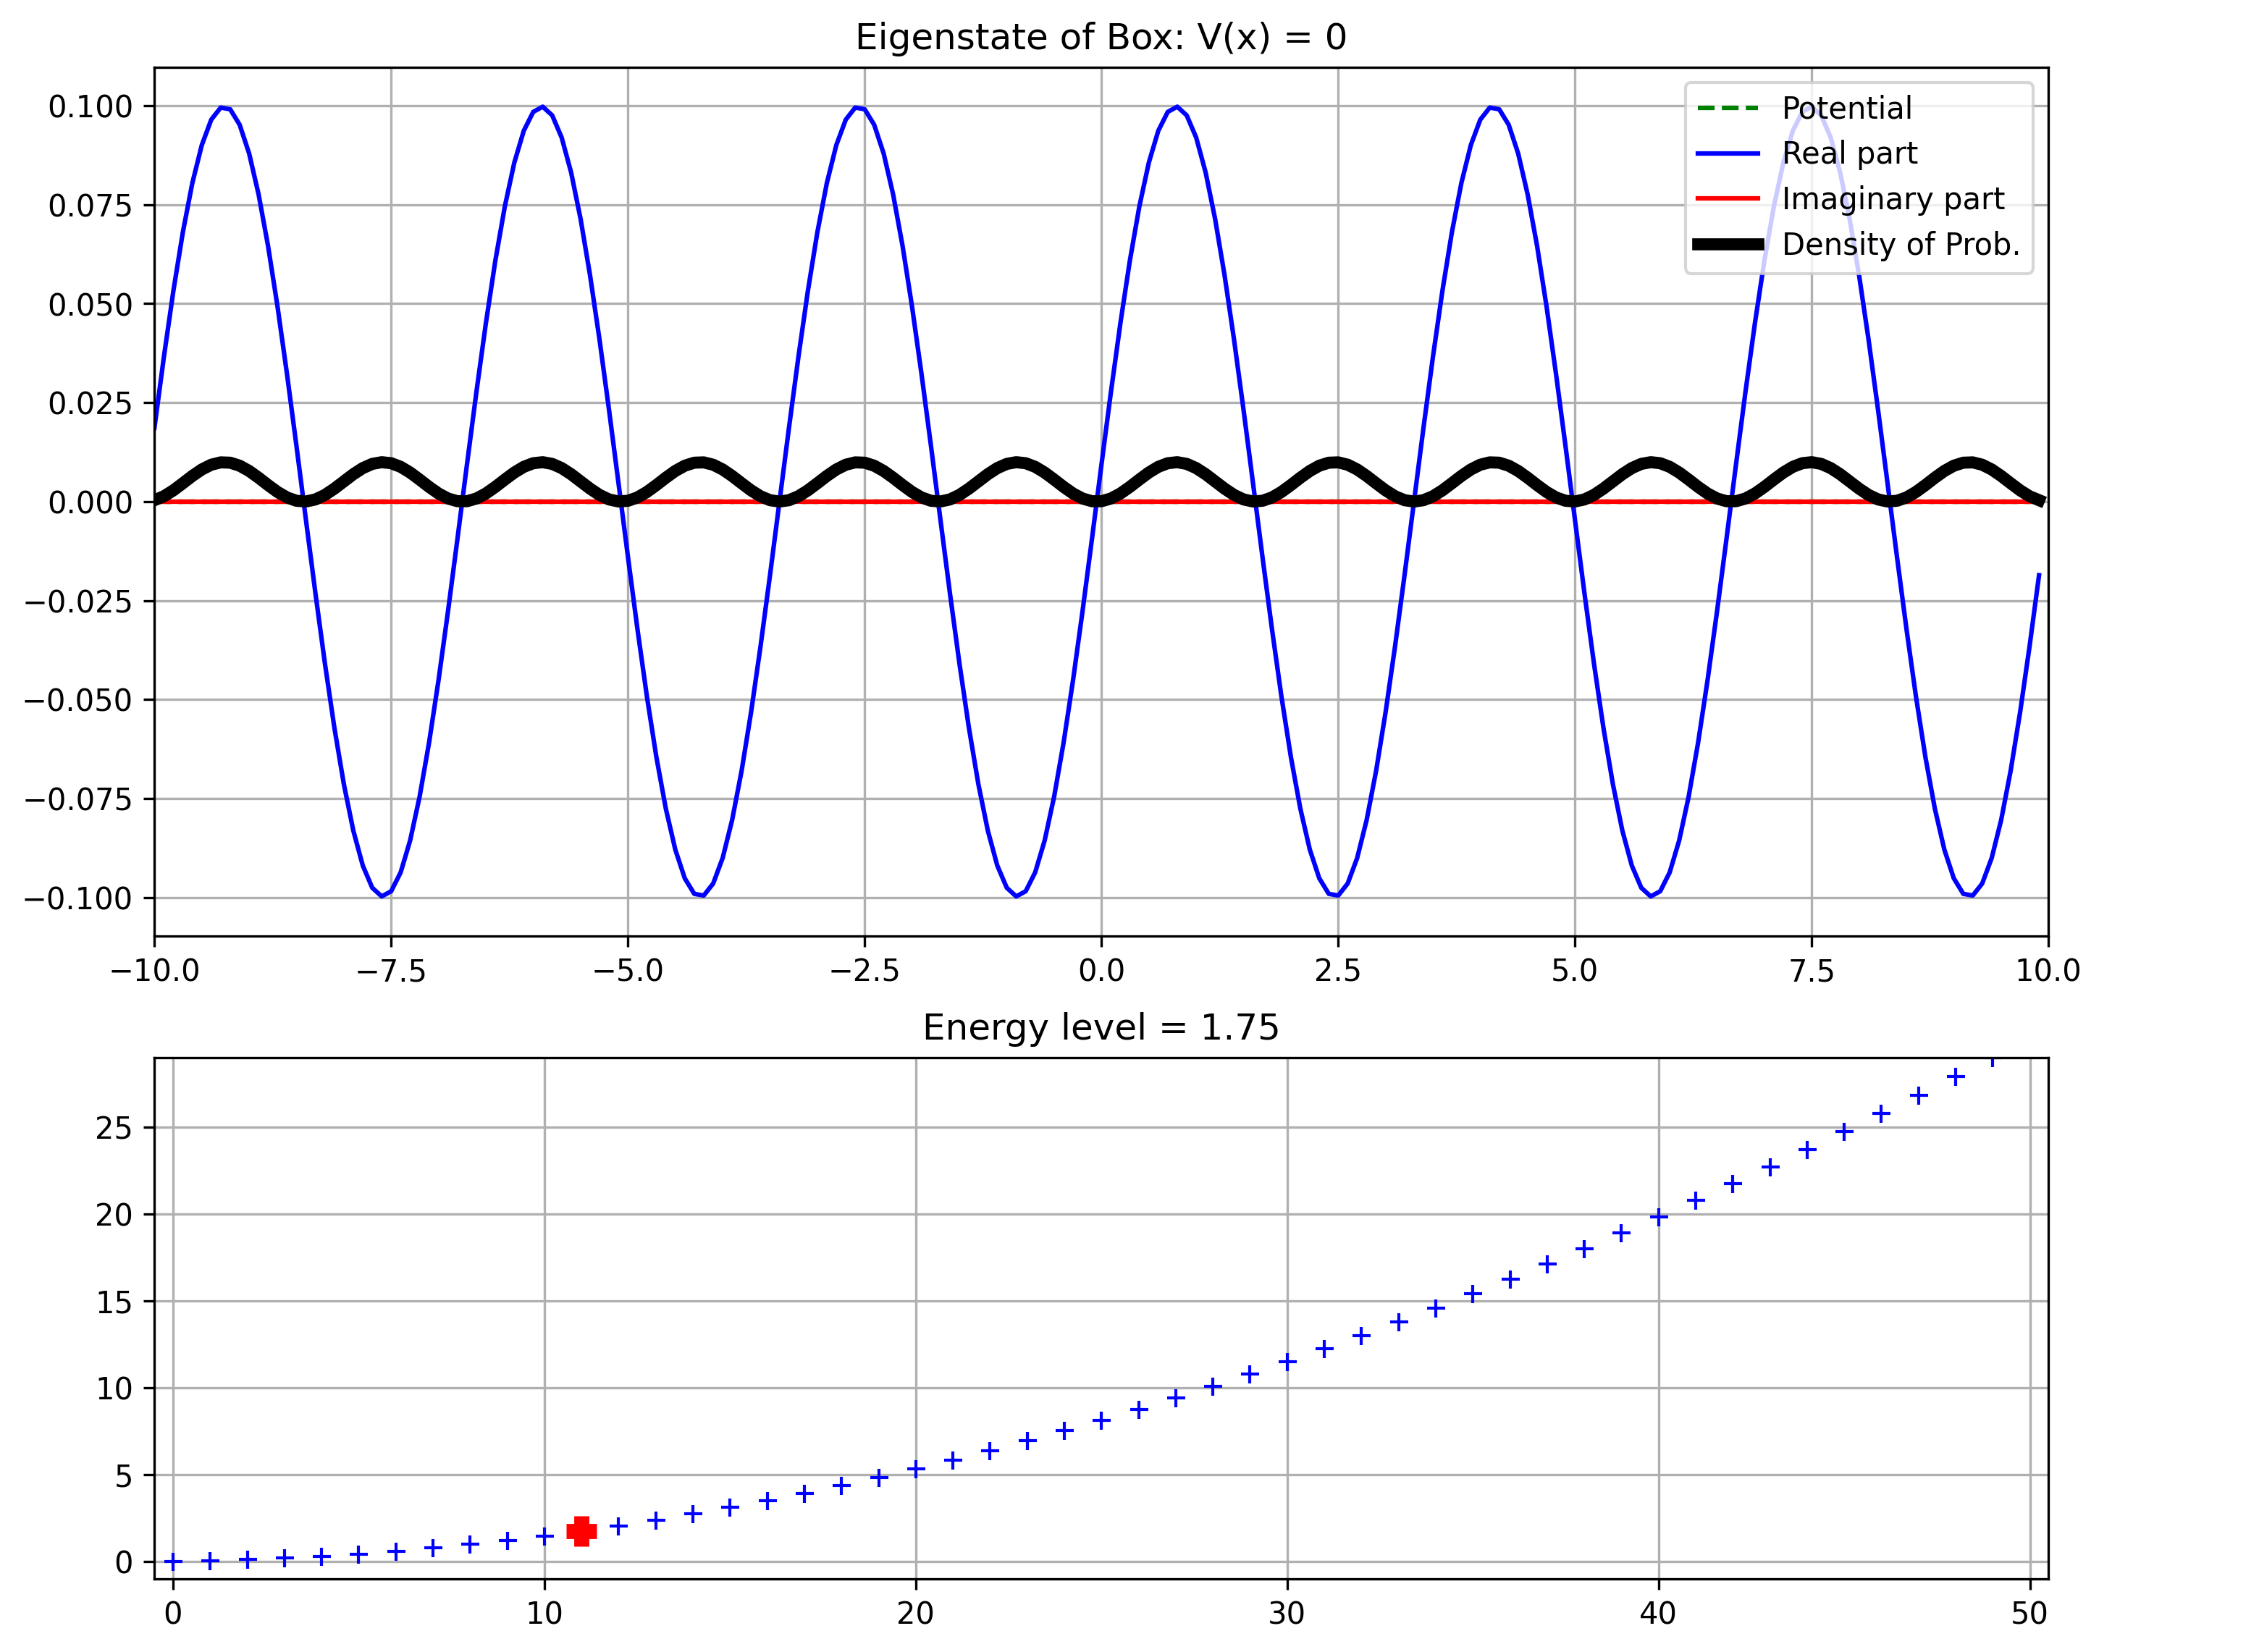 Eigenstate of Box: V(x) = 0
0.100
0.075
0.050
0.025
0.000
−0.025
−0.050
−0.075
−0.100
Potential
Real part
Imaginary part
Density of Prob.
−10.0 −7.5 −5.0 −2.5 0.0 2.5 5.0 7.5 10.0
Energy level = 1.75
25
20
15
10
5
0
0 10 20 30 40 50